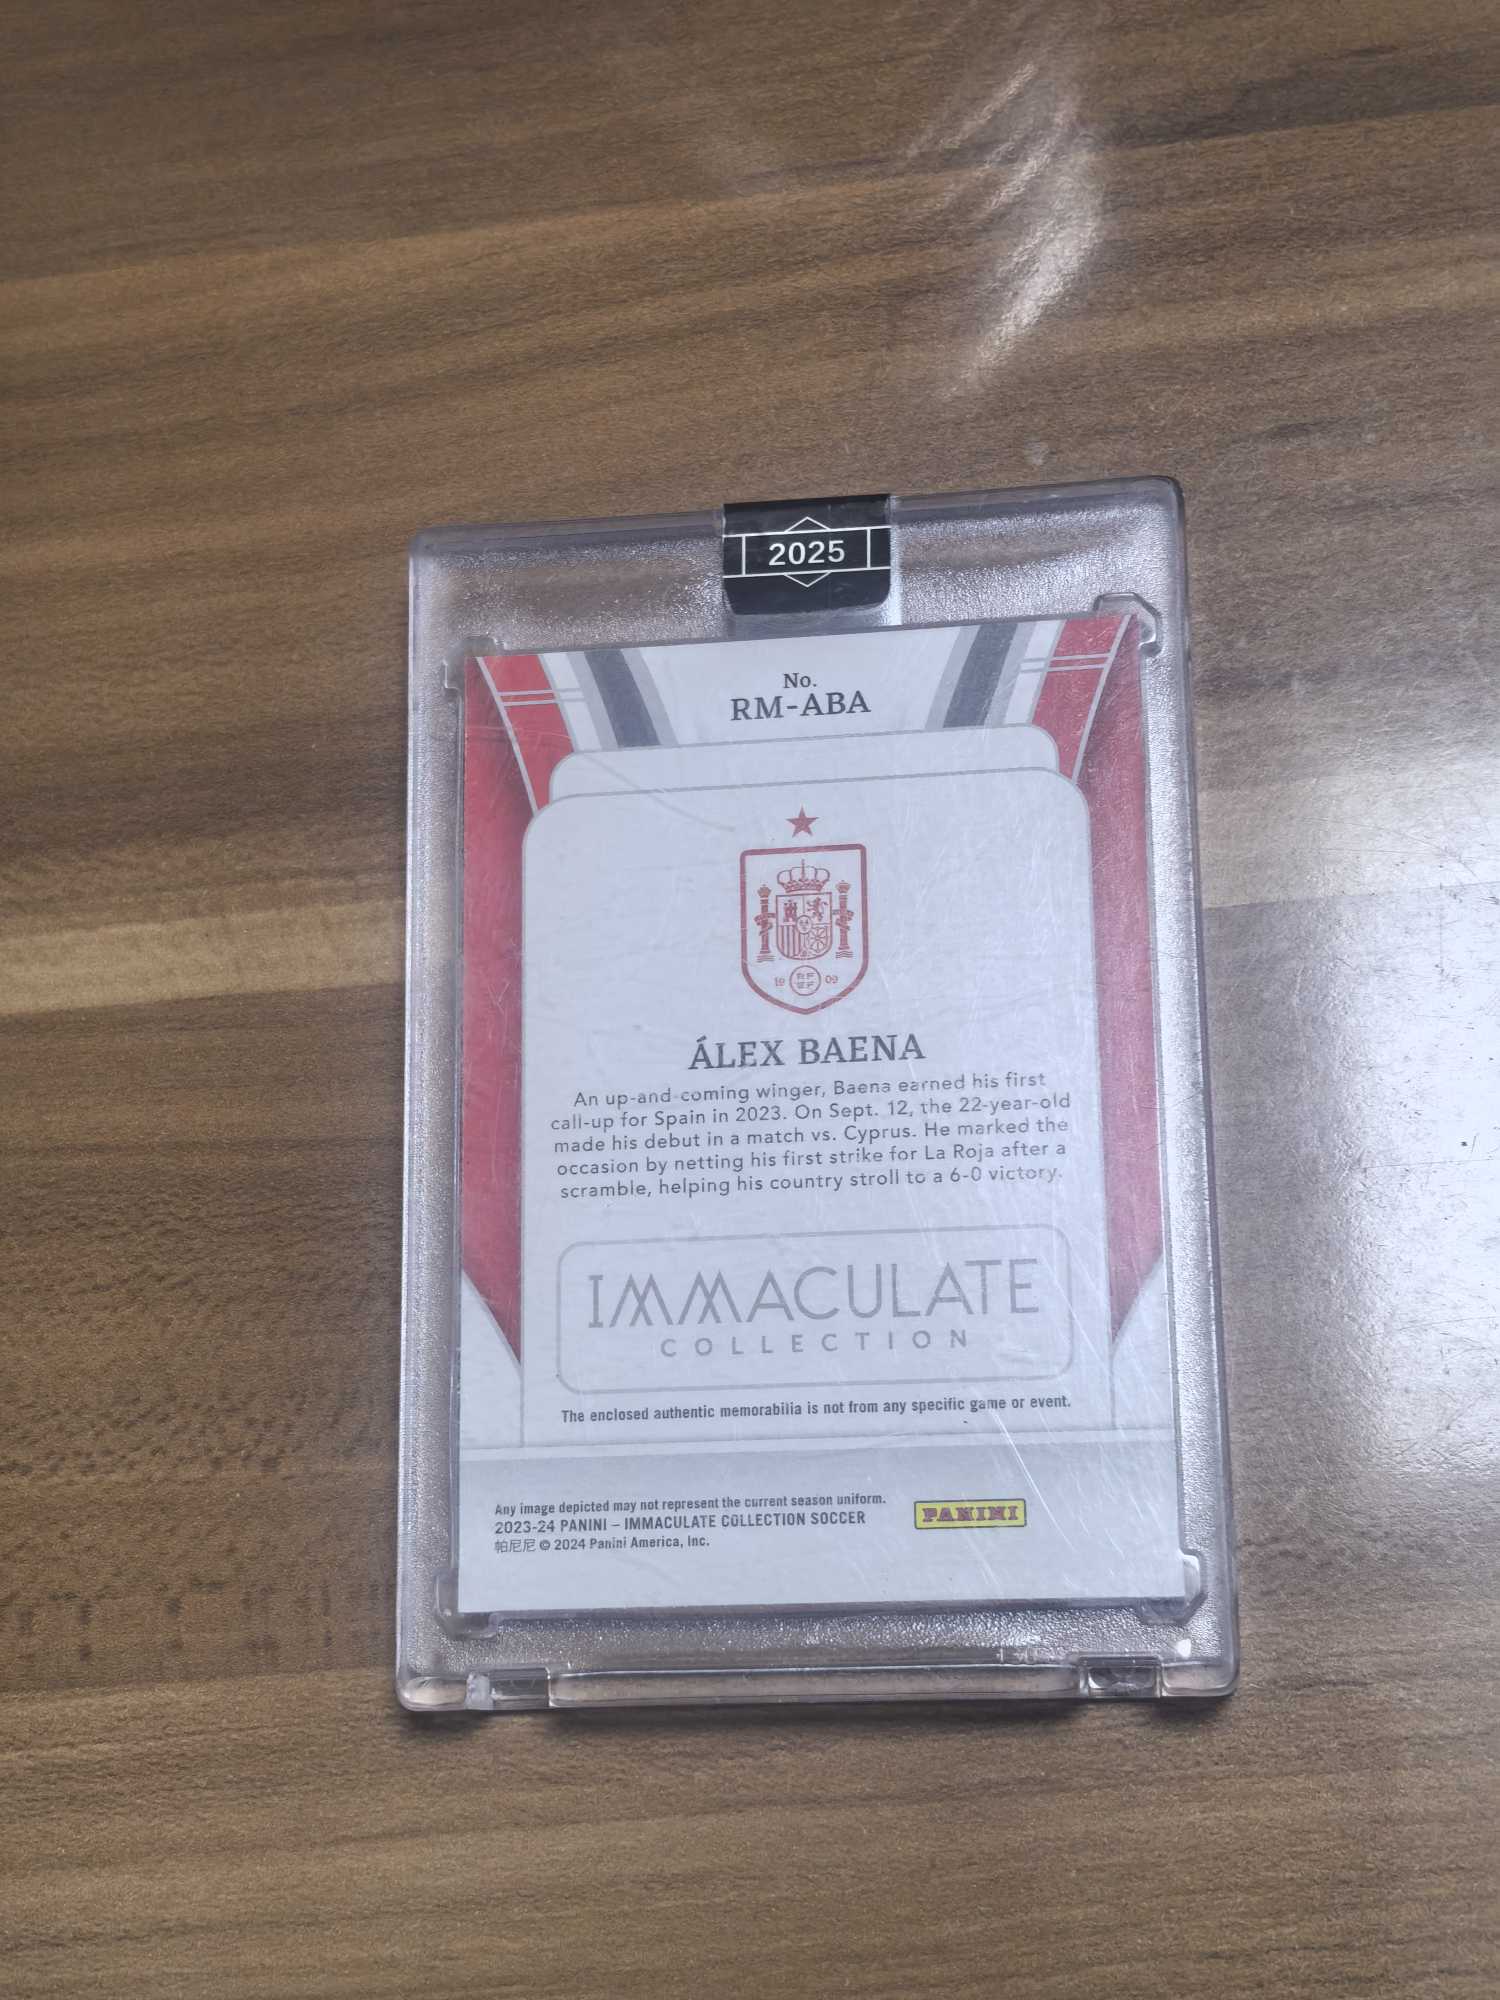 2025
No.
RM-ABA
19 RF EF 09
ÁLEX BAENA
An up-and-coming winger, Baena earned his first
call-up for Spain in 2023. On Sept. 12, the 22-year-old
made his debut in a match vs. Cyprus. He marked the
occasion by netting his first strike for La Roja after a
scramble, helping his country stroll to a 6-0 victory.
IMMACULATE
COLLECTION
The enclosed authentic memorabilia is not from any specific game or event.
Any image depicted may not represent the current season uniform.
2023-24 PANINI – IMMACULATE COLLECTION SOCCER
帕尼尼 © 2024 Panini America, Inc.
PANINI